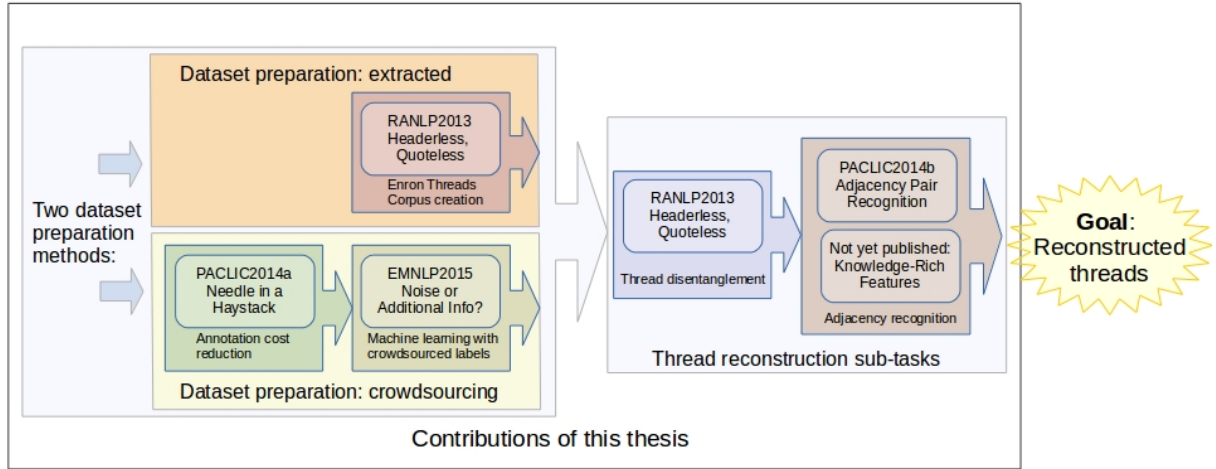 Two dataset
preparation
methods:
Dataset preparation: extracted
RANLP2013
Headerless,
Quoteless
Enron Threads
Corpus creation
PACLIC2014a
Needle in a
Haystack
Annotation cost
reduction
EMNLP2015
Noise or
Additional Info?
Machine learning with
crowdsourced labels
Dataset preparation: crowdsourcing
RANLP2013
Headerless,
Quoteless
Thread disentanglement
PACLIC2014b
Adjacency Pair
Recognition
Not yet published:
Knowledge-Rich
Features
Adjacency recognition
Thread reconstruction sub-tasks
Goal:
Reconstructed
threads
Contributions of this thesis